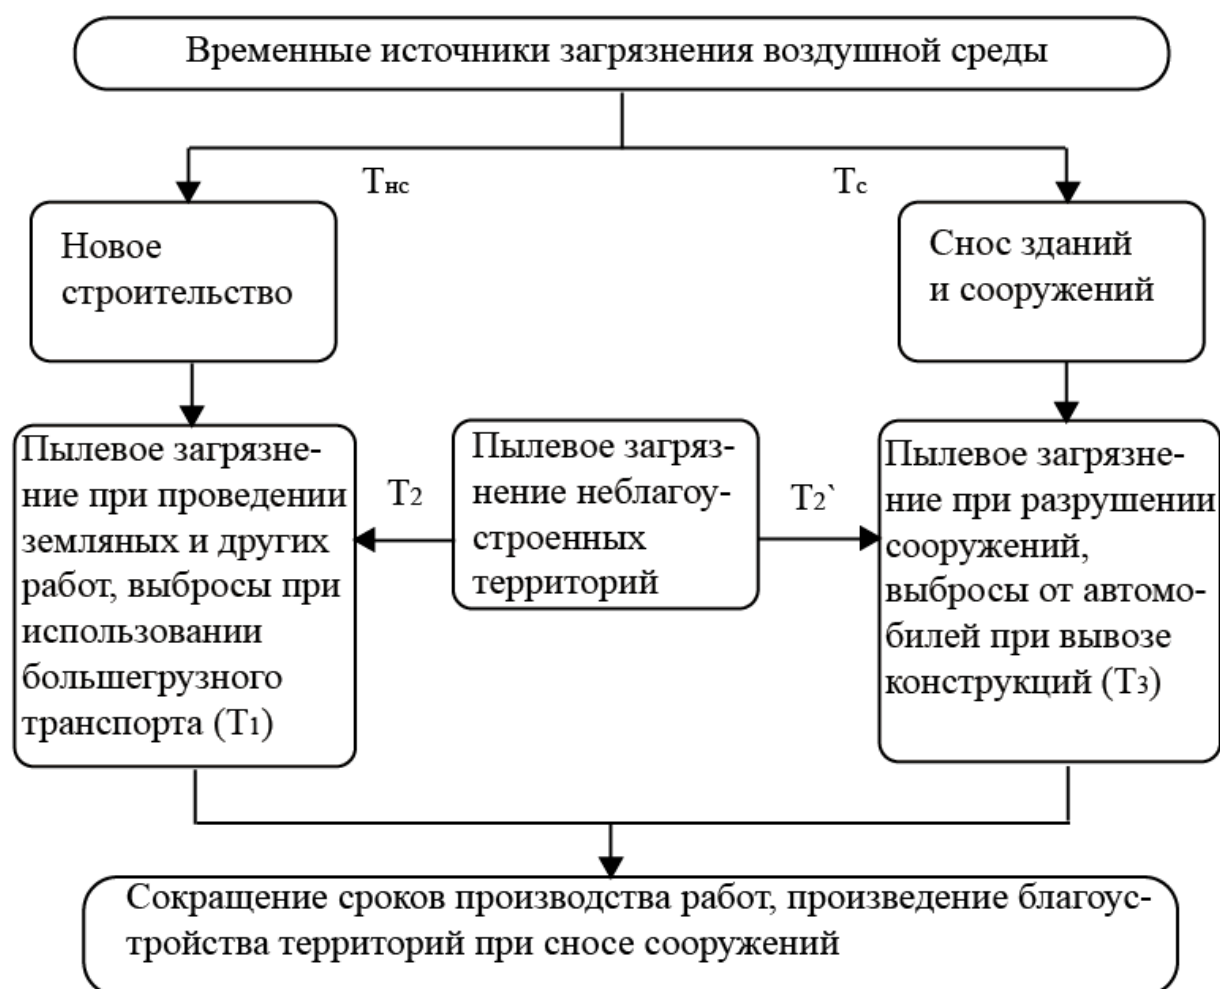 Временные источники загрязнения воздушной среды
Тнс
Тс
Новое
строительство
Снос зданий
и сооружений
Пылевое загрязне-
ние при проведении
земляных и других
работ, выбросы при
использовании
большегрузного
транспорта (Т1)
Т2
Пылевое загряз-
нение неблагоу-
строенных
территорий
Т2`
Пылевое загрязне-
ние при разрушении
сооружений,
выбросы от автомо-
билей при вывозе
конструкций (Т3)
Сокращение сроков производства работ, произведение благоус-
тройства территорий при сносе сооружений